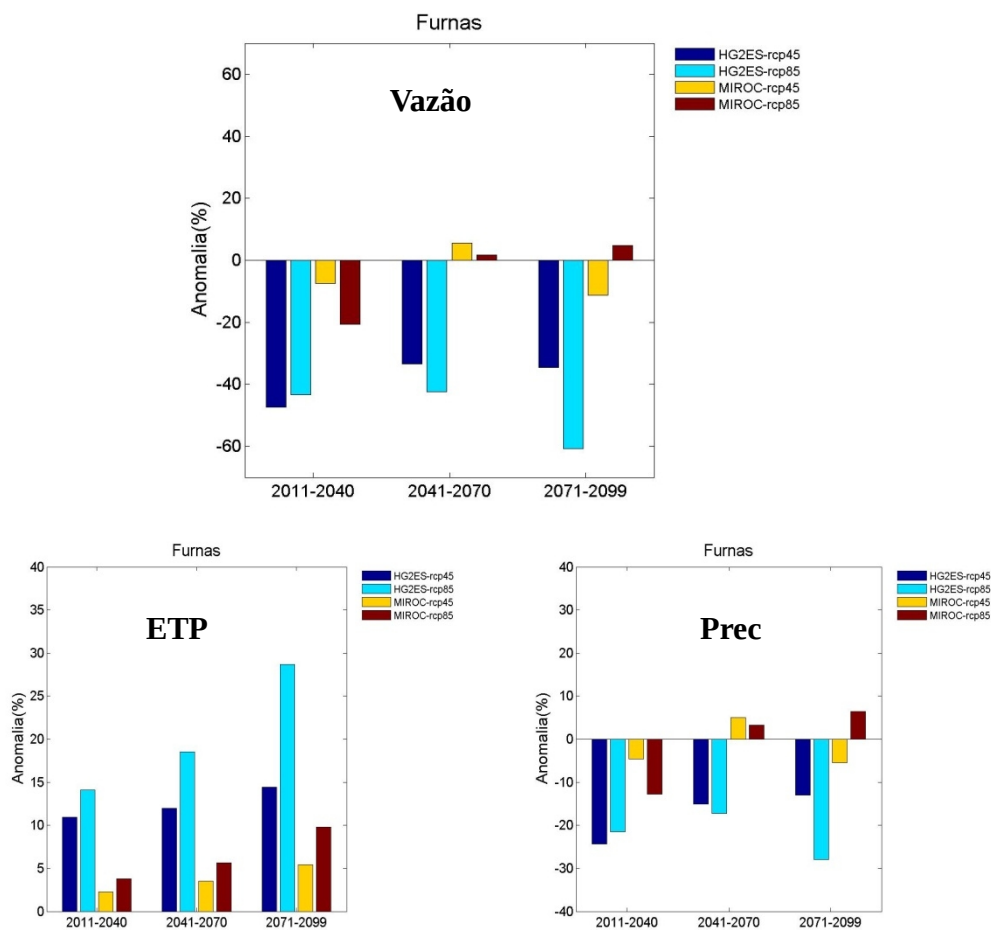 Furnas
HG2ES-rcp45
HG2ES-rcp85
MIROC-rcp45
MIROC-rcp85
Vazão
Anomalia(%)
60
40
20
0
-20
-40
-60
2011-2040
2041-2070
2071-2099
Furnas
HG2ES-rcp45
HG2ES-rcp85
MIROC-rcp45
MIROC-rcp85
ETP
Anomalia(%)
40
35
30
25
20
15
10
5
0
2011-2040
2041-2070
2071-2099
Furnas
HG2ES-rcp45
HG2ES-rcp85
MIROC-rcp45
MIROC-rcp85
Prec
Anomalia(%)
40
30
20
10
0
-10
-20
-30
-40
2011-2040
2041-2070
2071-2099